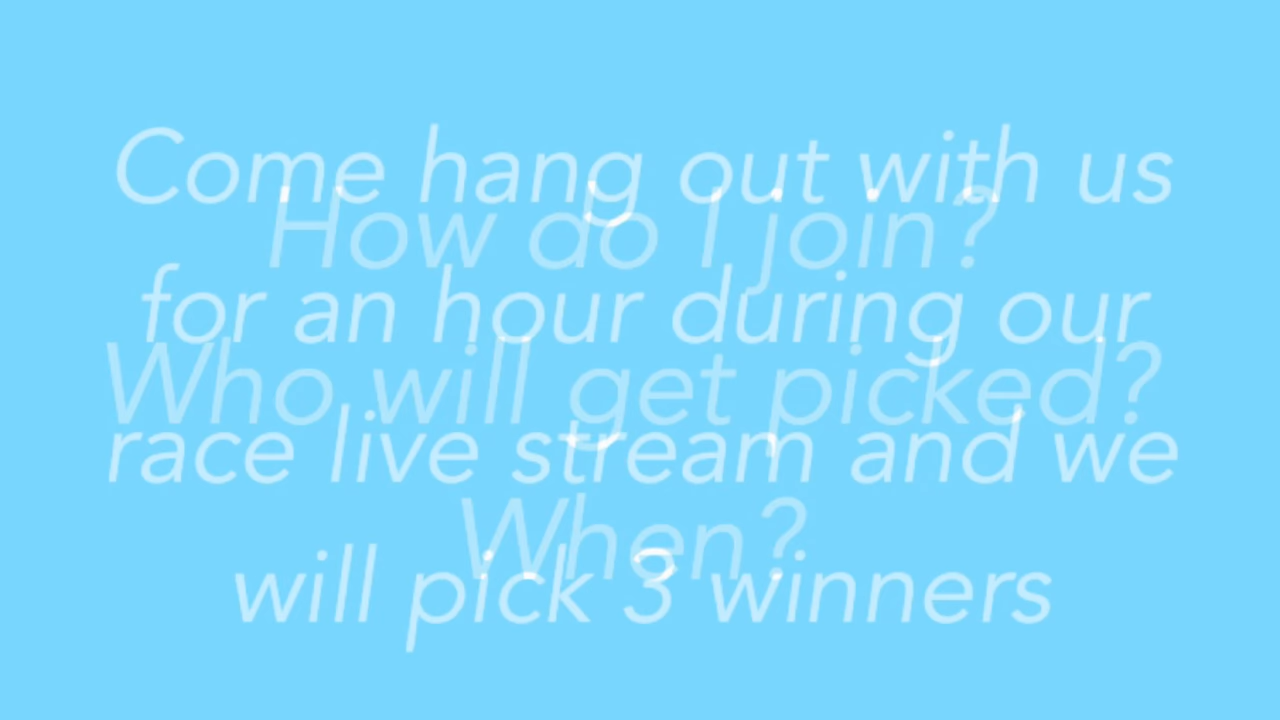 Come hang out with us
How do I join?
for an hour during our
Who will get picked?
race live stream and we
When?
will pick 3 winners